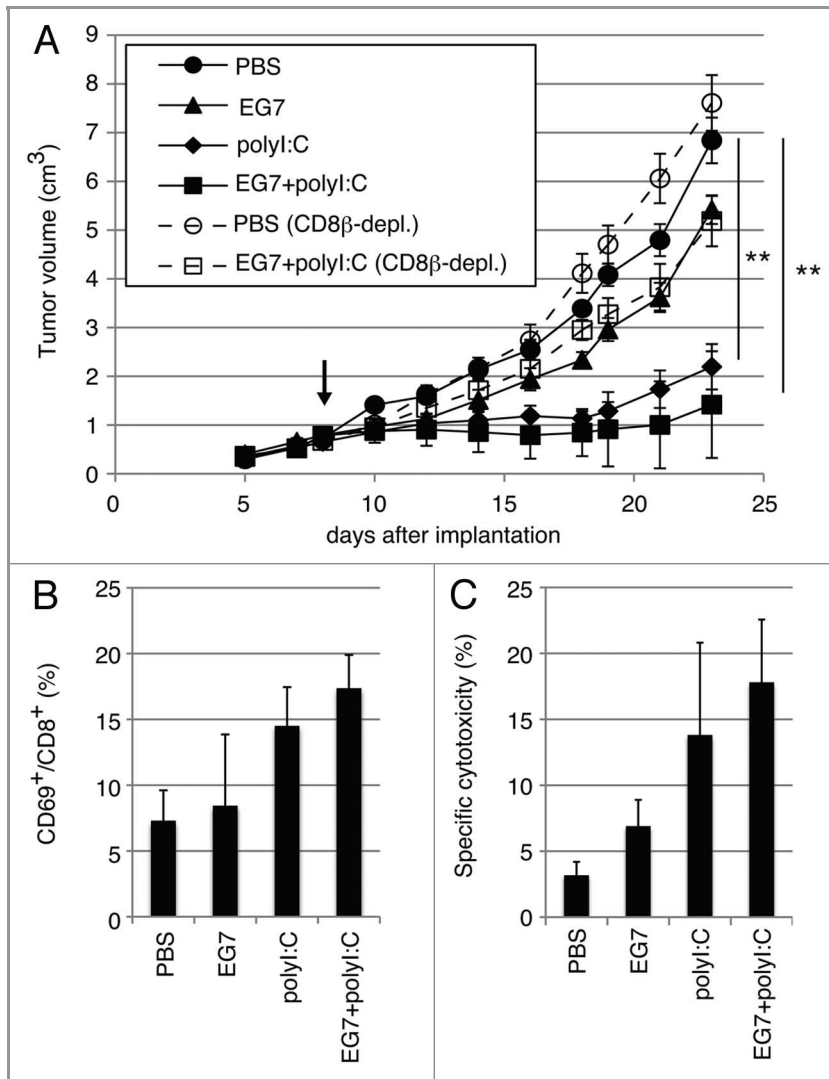 A
9
8
7
6
5
4
3
2
1
0
Tumor volume (cm³)
PBS
EG7
polyI:C
EG7+polyI:C
PBS (CD8β-depl.)
EG7+polyI:C (CD8β-depl.)
**
**
0 5 10 15 20 25
days after implantation
B
25
20
15
10
5
0
CD69⁺/CD8⁺ (%)
PBS
EG7
polyI:C
EG7+polyI:C
C
25
20
15
10
5
0
Specific cytotoxicity (%)
PBS
EG7
polyI:C
EG7+polyI:C